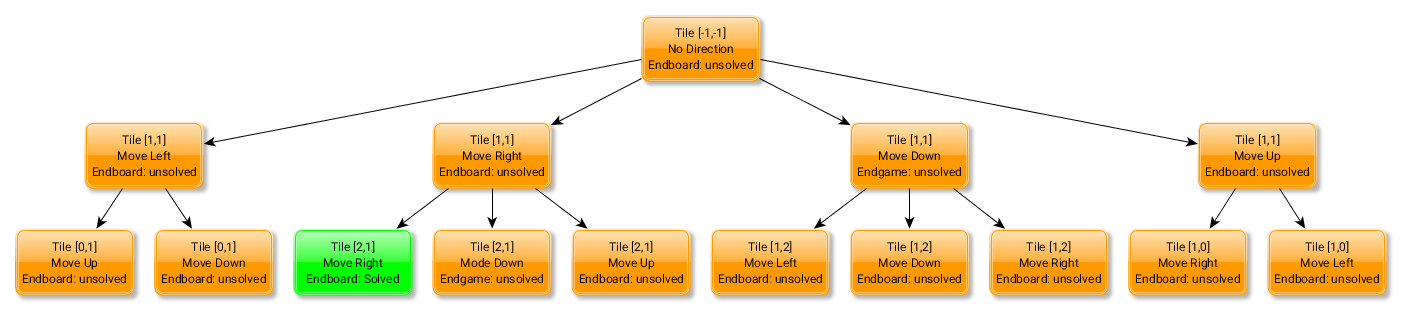 Tile [-1,-1]
No Direction
Endboard: unsolved
Tile [1,1]
Move Left
Endboard: unsolved
Tile [1,1]
Move Right
Endboard: unsolved
Tile [1,1]
Move Down
Endgame: unsolved
Tile [1,1]
Move Up
Endboard: unsolved
Tile [0,1]
Move Up
Endboard: unsolved
Tile [0,1]
Move Down
Endboard: unsolved
Tile [2,1]
Move Right
Endboard: Solved
Tile [2,1]
Mode Down
Endgame: unsolved
Tile [2,1]
Move Up
Endboard: unsolved
Tile [1,2]
Move Left
Endboard: unsolved
Tile [1,2]
Move Down
Endboard: unsolved
Tile [1,2]
Move Right
Endboard: unsolved
Tile [1,0]
Move Right
Endboard: unsolved
Tile [1,0]
Move Left
Endboard: unsolved